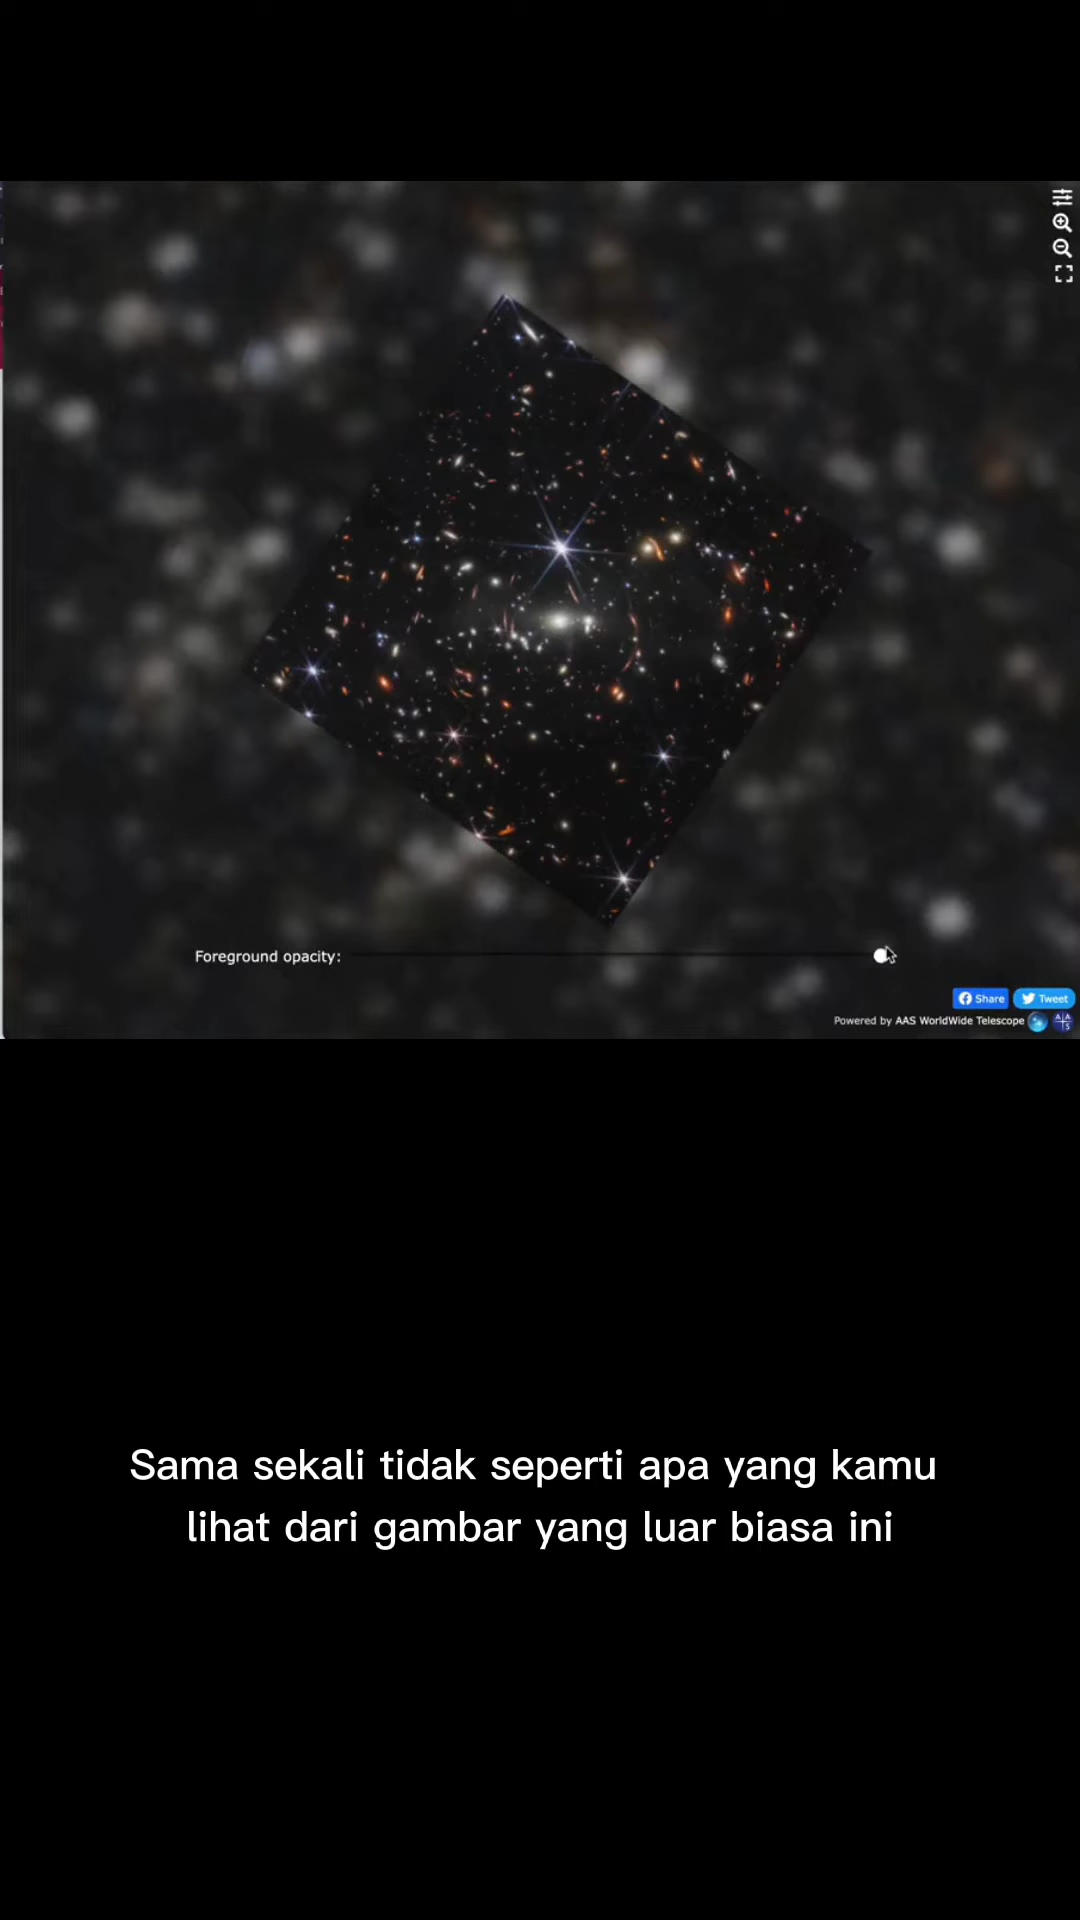 Foreground opacity:
Share
Tweet
Powered by AAS WorldWide Telescope
Sama sekali tidak seperti apa yang kamu
lihat dari gambar yang luar biasa ini